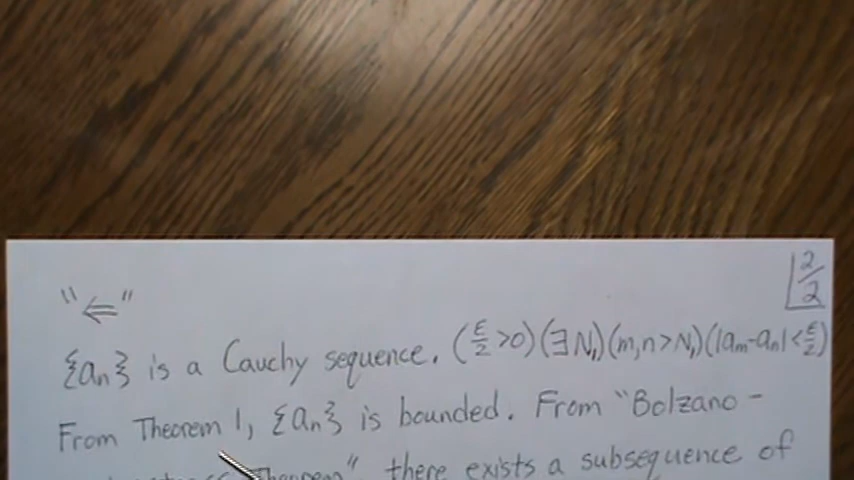 2/2
"⇐"
{aₙ} is a Cauchy sequence. (ε/2>0)(∃N₁)(m,n>N₁)(|aₘ-aₙ|<ε/2)
From Theorem 1, {aₙ} is bounded. From "Bolzano-
Theorem", there exists a subsequence of